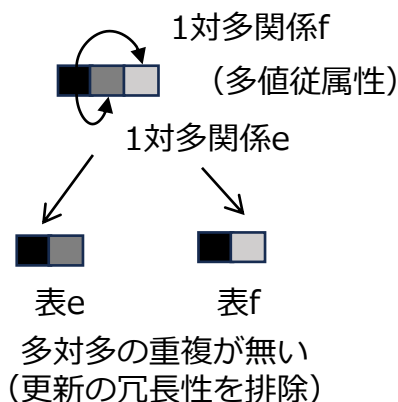 1対多関係f
（多値従属性）
1対多関係e
表e
表f
多対多の重複が無い
（更新の冗長性を排除）